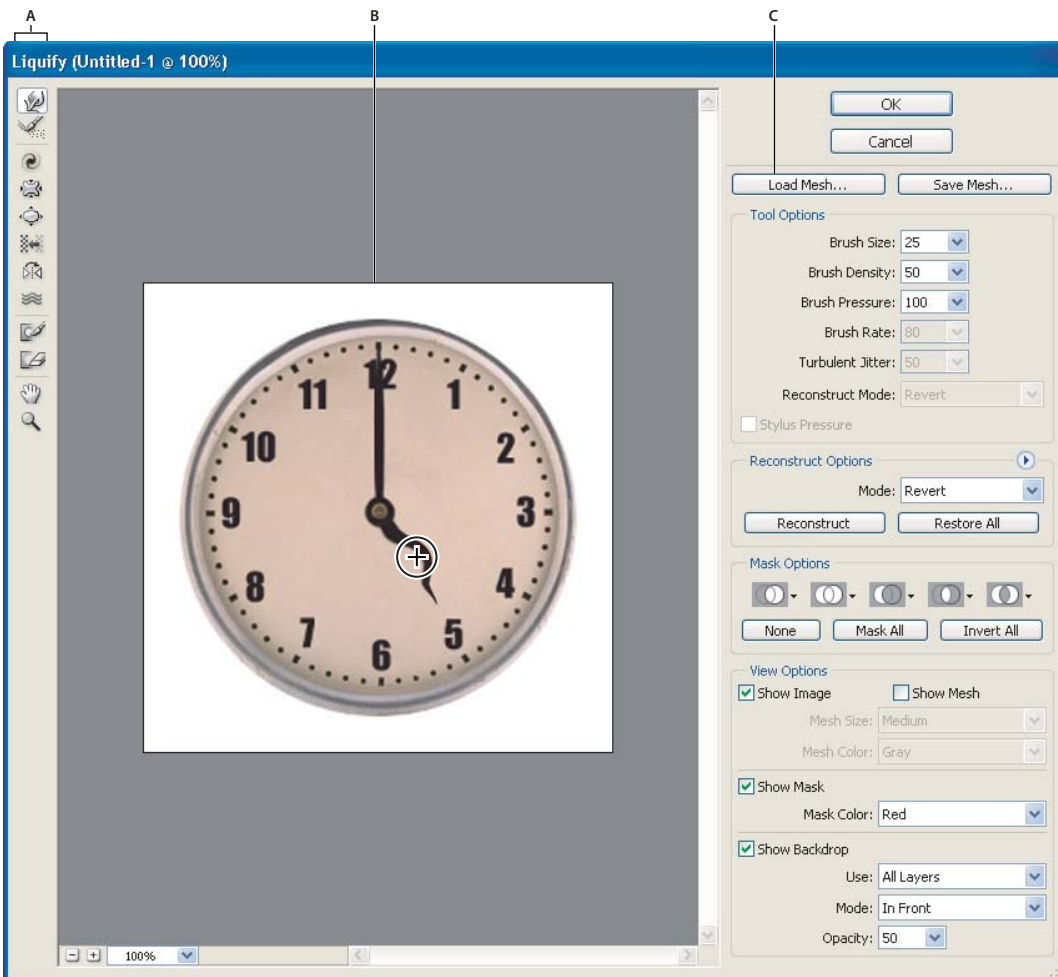 A
B
C
Liquify (Untitled-1 @ 100%)
OK
Cancel
Load Mesh...
Save Mesh...
Tool Options
Brush Size: 25
Brush Density: 50
Brush Pressure: 100
Brush Rate: 80
Turbulent Jitter: 50
Reconstruct Mode: Revert
Stylus Pressure
Reconstruct Options
Mode: Revert
Reconstruct
Restore All
Mask Options
None
Mask All
Invert All
View Options
Show Image
Show Mesh
Mesh Size: Medium
Mesh Color: Gray
Show Mask
Mask Color: Red
Show Backdrop
Use: All Layers
Mode: In Front
Opacity: 50
12
1
2
3
4
5
6
7
8
9
10
11
100%